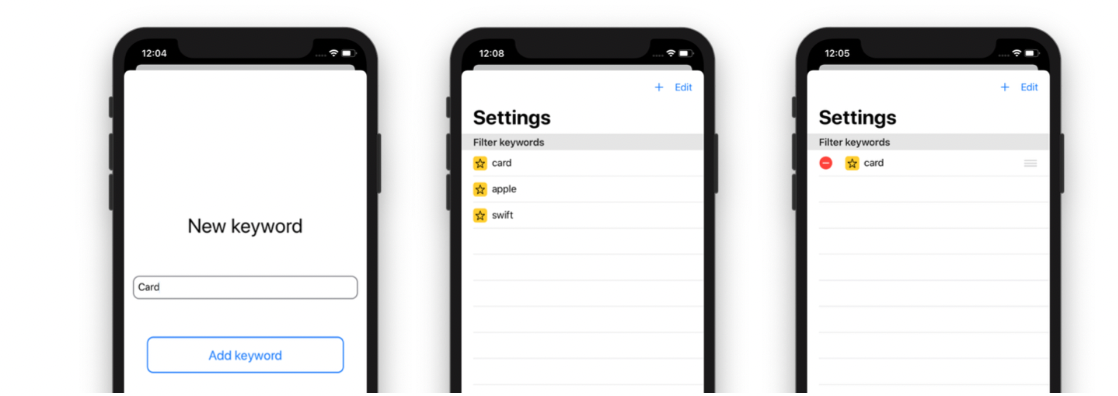 12:04
New keyword
Card
Add keyword
12:08
+ Edit
Settings
Filter keywords
card
apple
swift
12:05
+ Edit
Settings
Filter keywords
card